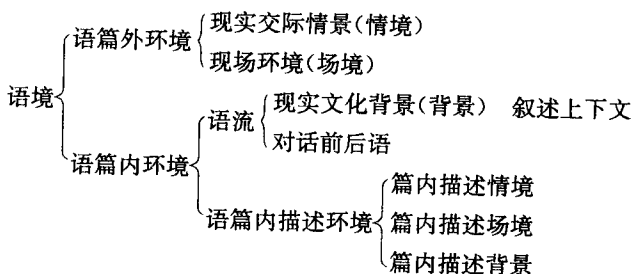 语篇外环境 现实交际情景(情境)
现场环境(场境)
语境
语流 现实文化背景(背景) 叙述上下文
对话前后语
语篇内环境
语篇内描述环境 篇内描述情境
篇内描述场境
篇内描述背景